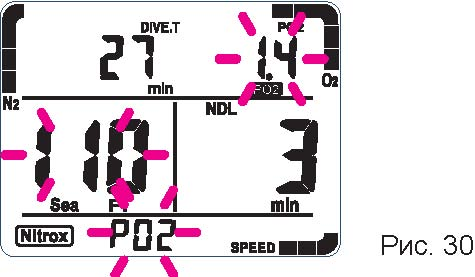 DIVE.T PO2
27 1.4
min PO2 O2
N2 NDL
110 3
Sea FT min
Nitrox PO2 SPEED
Рис. 30